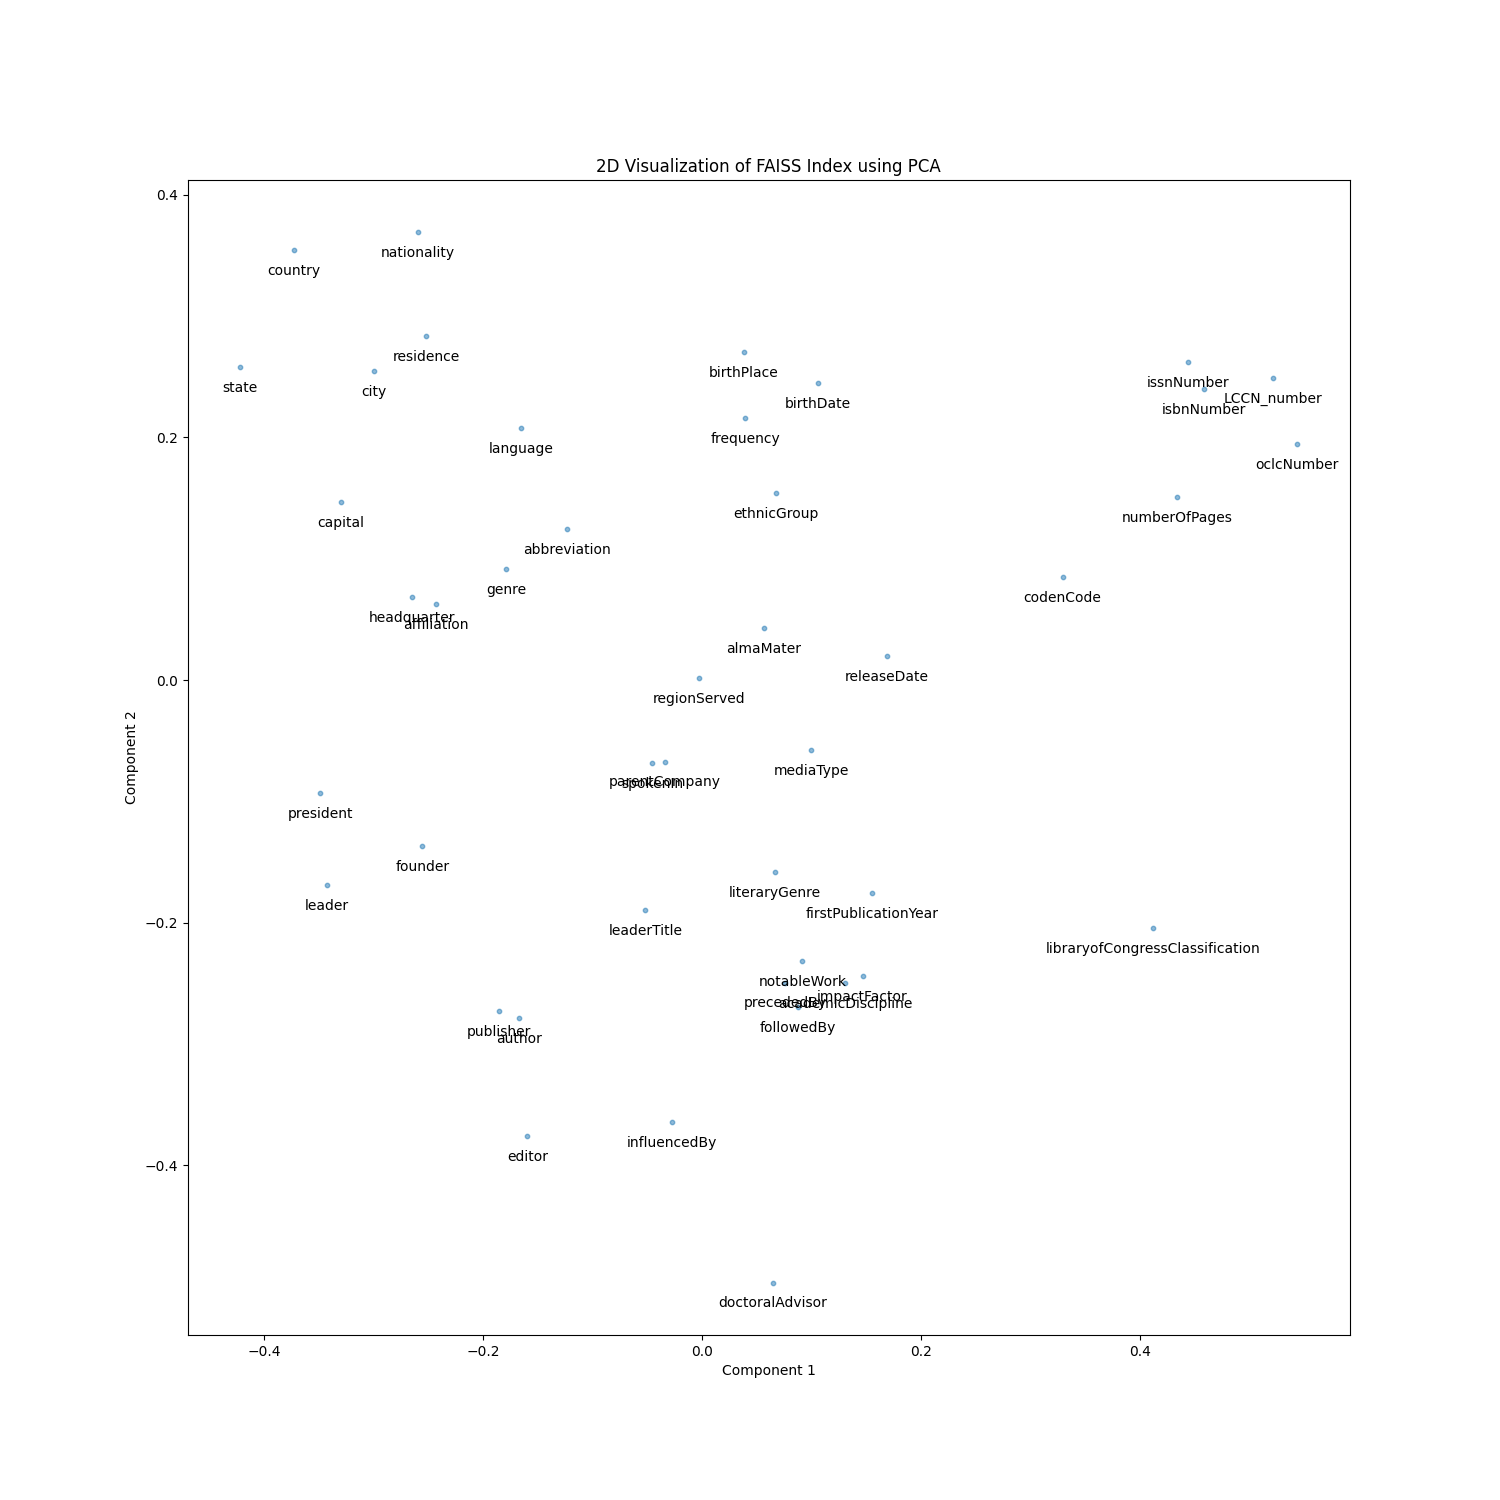 2D Visualization of FAISS Index using PCA
0.4
nationality
country
residence
birthPlace
issnNumber
state
city
birthDate
LCCN_number
isbnNumber
0.2
frequency
language
oclcNumber
ethnicGroup
numberOfPages
capital
abbreviation
genre
codenCode
headquarter
affiliation
almaMater
releaseDate
0.0
regionServed
mediaType
parentCompany
spokenIn
Component 2
president
founder
literaryGenre
leader
firstPublicationYear
−0.2
leaderTitle
libraryofCongressClassification
notableWork
impactFactor
precededBy
academicDiscipline
followedBy
publisher
author
influencedBy
editor
−0.4
doctoralAdvisor
−0.4
−0.2
0.0
0.2
0.4
Component 1